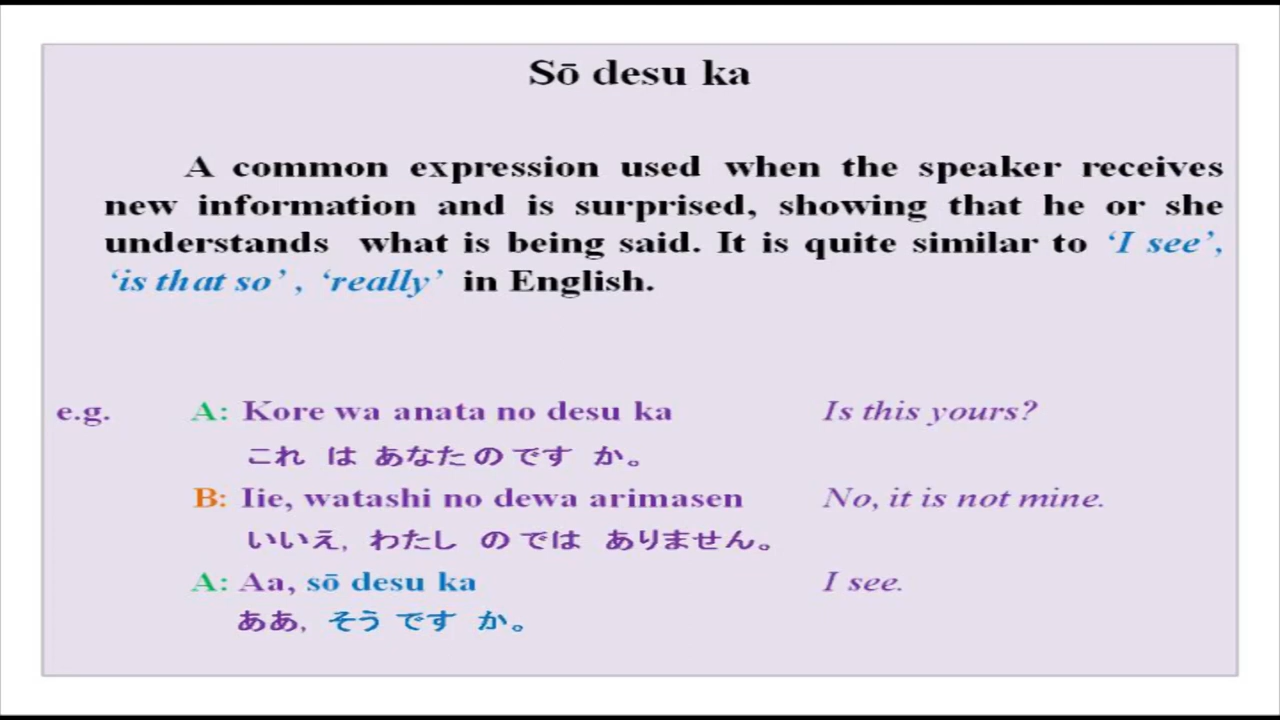 Sō desu ka
A common expression used when the speaker receives
new information and is surprised, showing that he or she
understands what is being said. It is quite similar to ‘I see’,
‘is that so’ , ‘really’ in English.
e.g. A: Kore wa anata no desu ka Is this yours?
これ は あなた の です か。
B: Iie, watashi no dewa arimasen No, it is not mine.
いいえ, わたし の では ありません。
A: Aa, sō desu ka I see.
ああ, そう です か。